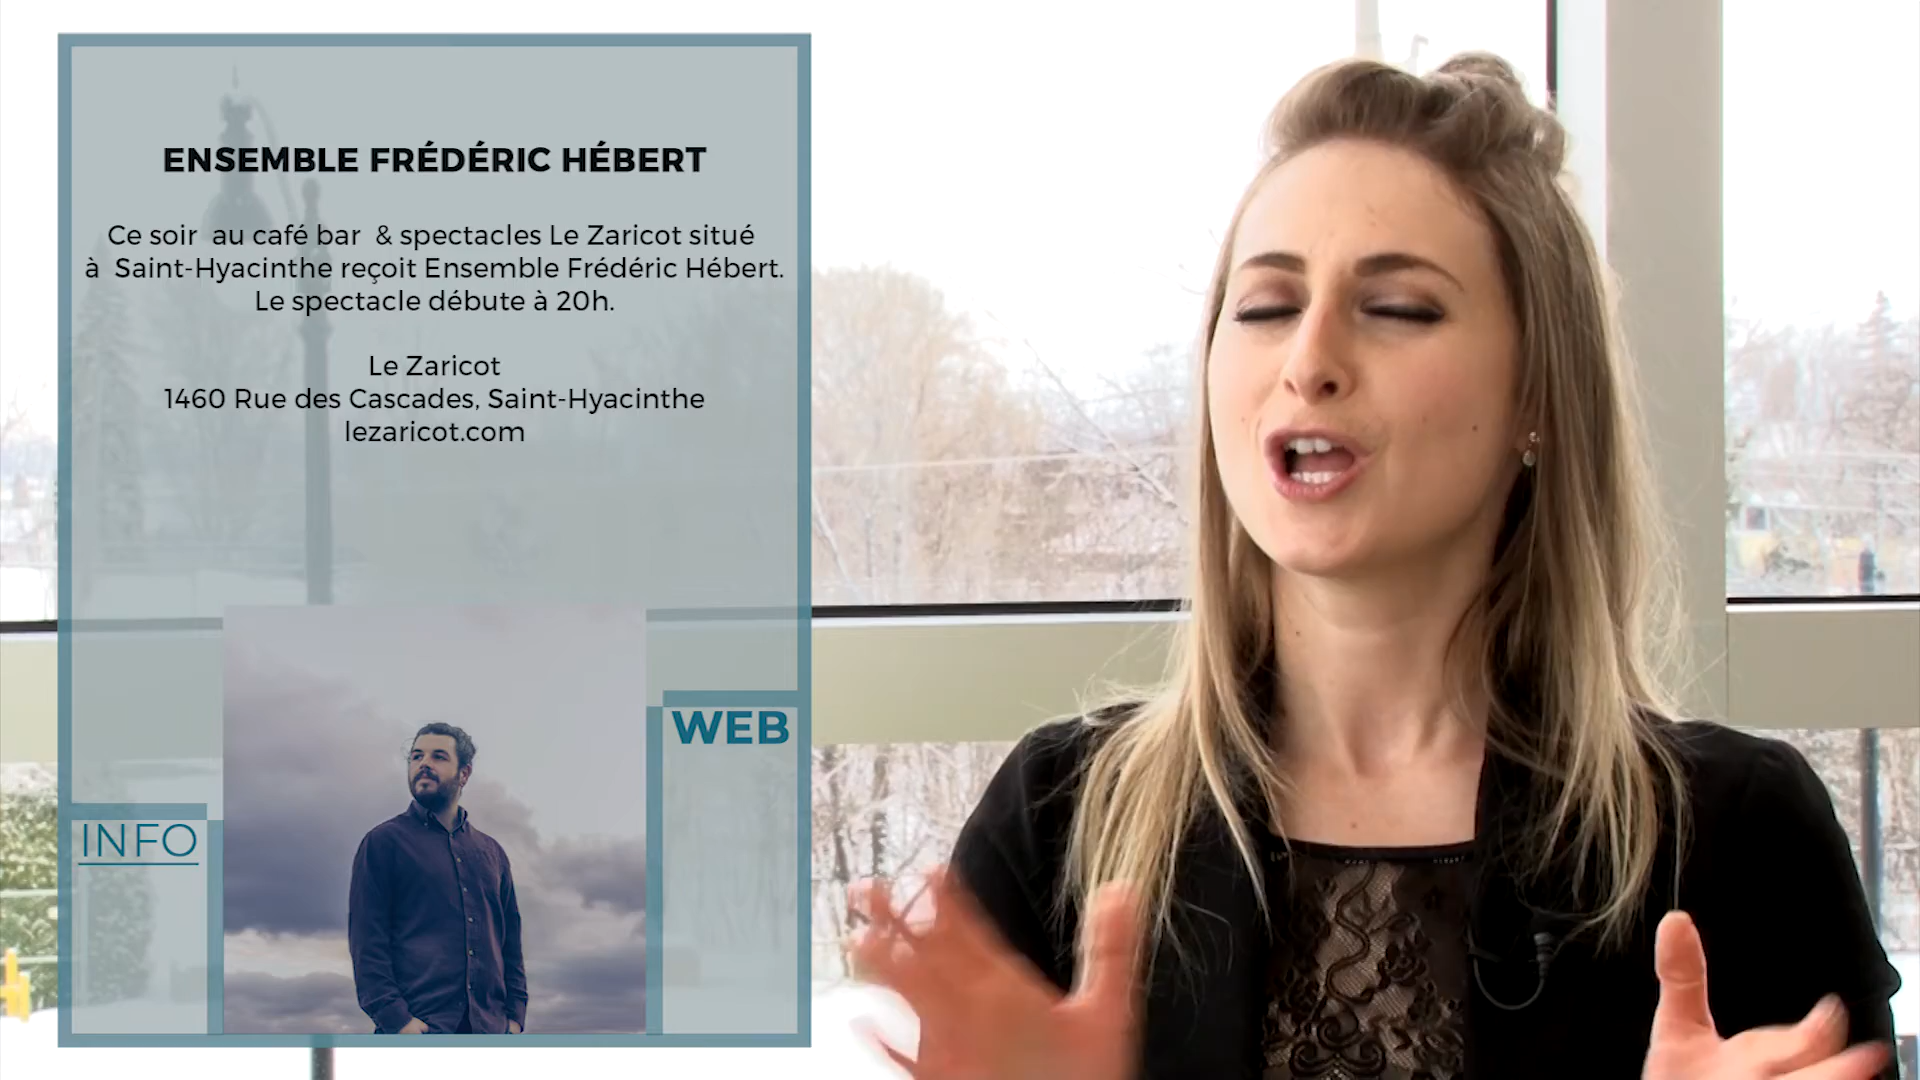 ENSEMBLE FRÉDÉRIC HÉBERT
Ce soir au café bar & spectacles Le Zaricot situé
à Saint-Hyacinthe reçoit Ensemble Frédéric Hébert.
Le spectacle débute à 20h.
Le Zaricot
1460 Rue des Cascades, Saint-Hyacinthe
lezaricot.com
WEB
INFO